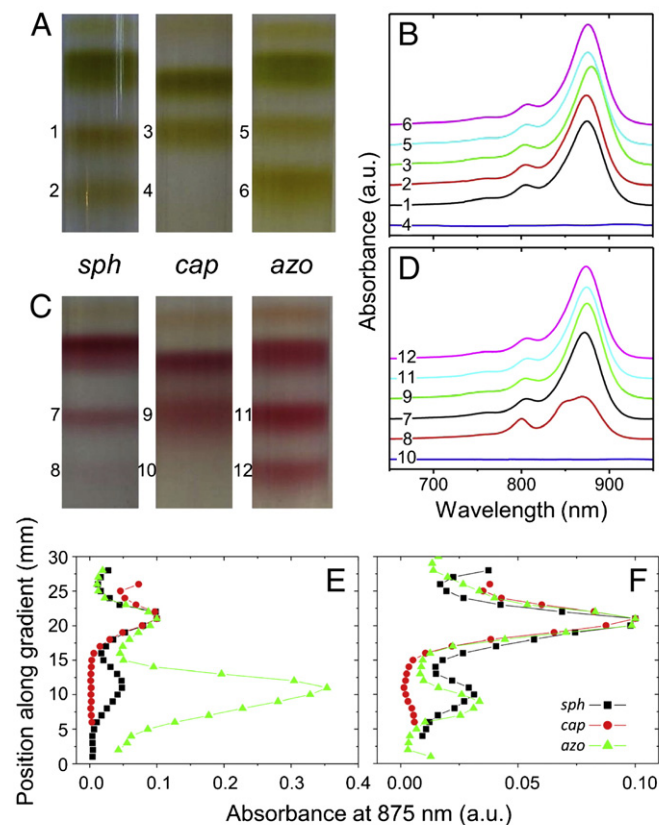 A
B
1
3
5
2
4
6
6
5
3
2
1
4
sph cap azo
C
D
7
9
11
8
10
12
12
11
9
7
8
10
Absorbance (a.u.)
700 800 900
Wavelength (nm)
E
F
30
25
20
15
10
5
0
Position along gradient (mm)
0.0 0.1 0.2 0.3 0.4
0.00 0.05 0.10
sph
cap
azo
Absorbance at 875 nm (a.u.)